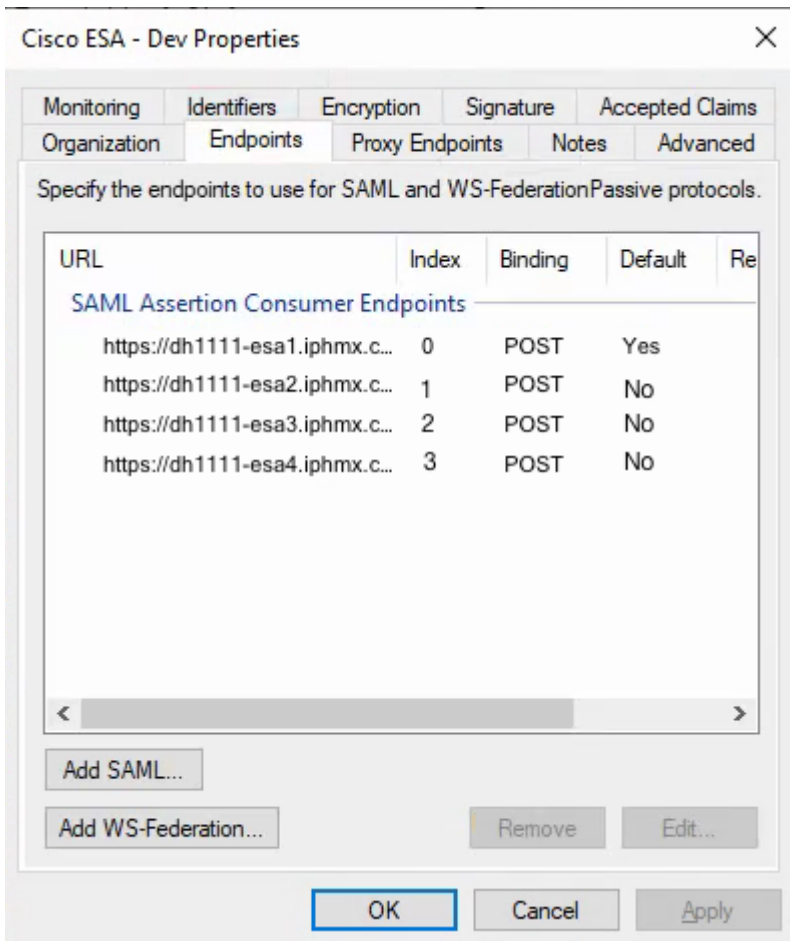 Cisco ESA - Dev Properties
Monitoring Identifiers Encryption Signature Accepted Claims
Organization Endpoints Proxy Endpoints Notes Advanced
Specify the endpoints to use for SAML and WS-FederationPassive protocols.
URL Index Binding Default Re
SAML Assertion Consumer Endpoints
https://dh1111-esa1.iphmx.c... 0 POST Yes
https://dh1111-esa2.iphmx.c... 1 POST No
https://dh1111-esa3.iphmx.c... 2 POST No
https://dh1111-esa4.iphmx.c... 3 POST No
Add SAML...
Add WS-Federation... Remove Edit...
OK Cancel Apply